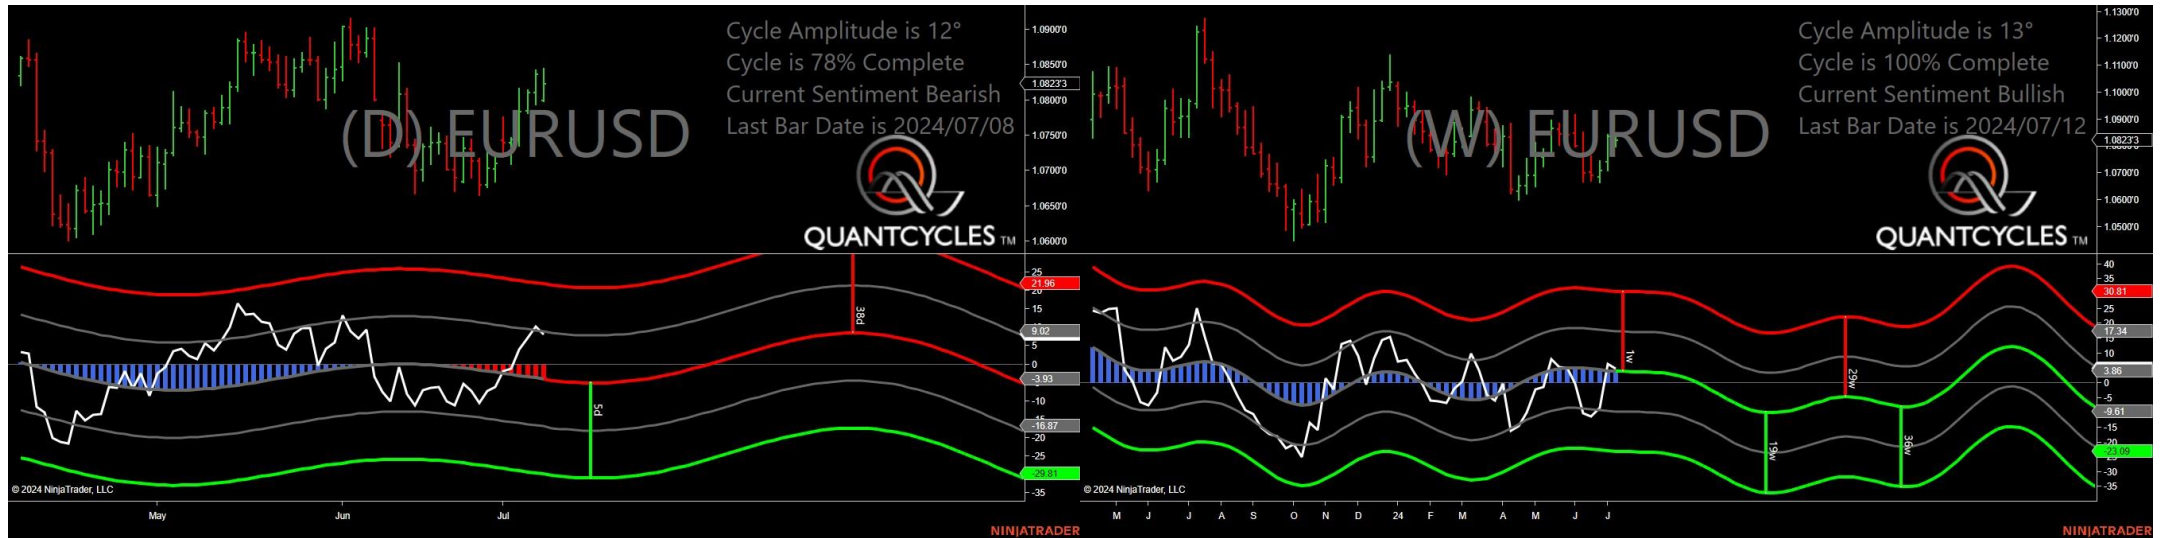 Cycle Amplitude is 12°
Cycle is 78% Complete
Current Sentiment Bearish
Last Bar Date is 2024/07/08
(D) EURUSD
QUANTCYCLES TM
1.0900'0
1.0850'0
1.0823'3
1.0800'0
1.0750'0
1.0700'0
1.0650'0
1.0600'0
25
21.96
20
15
9.02
5
0
-3.93
-10
-15
-16.87
-20
-25
-29.81
-35
38d
5d
© 2024 NinjaTrader, LLC
May
Jun
Jul
NINJATRADER
Cycle Amplitude is 13°
Cycle is 100% Complete
Current Sentiment Bullish
Last Bar Date is 2024/07/12
(W) EURUSD
QUANTCYCLES TM
1.1300'0
1.1200'0
1.1100'0
1.1000'0
1.0900'0
1.0823'3
1.0700'0
1.0600'0
1.0500'0
40
35
30.81
25
20
17.34
10
3.86
0
-5
-9.61
-15
-20
-23.09
-30
-35
1w
29w
19w
36w
© 2024 NinjaTrader, LLC
M
J
J
A
S
O
N
D
24
F
M
A
M
J
J
NINJATRADER